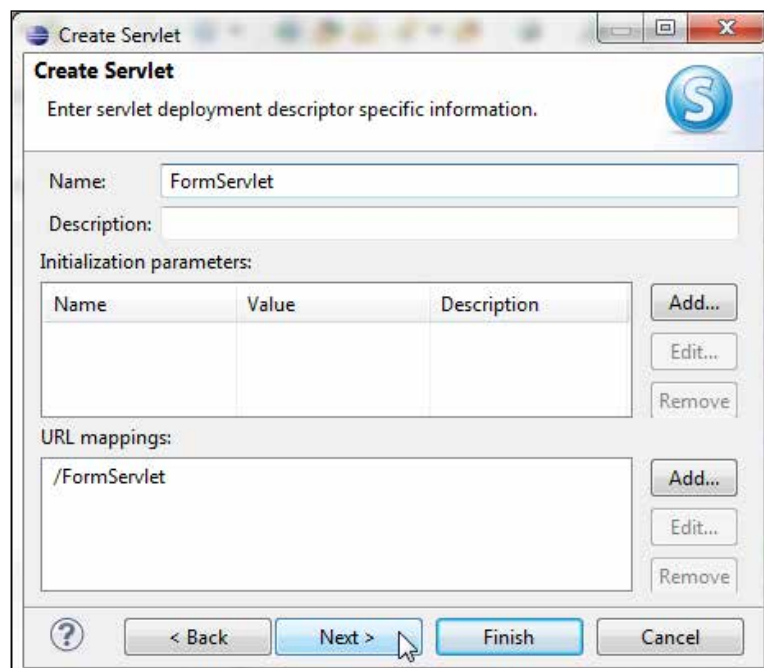 Create Servlet
Create Servlet
Enter servlet deployment descriptor specific information.
S
Name: FormServlet
Description:
Initialization parameters:
Name Value Description
Add...
Edit...
Remove
URL mappings:
/FormServlet
Add...
Edit...
Remove
? < Back Next > Finish Cancel